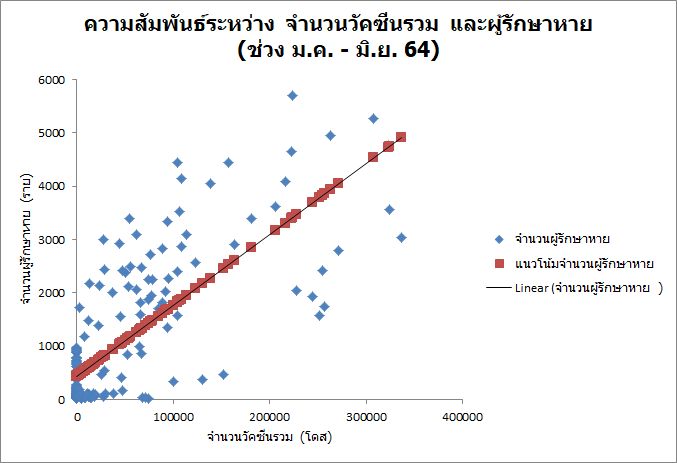 ความสัมพันธ์ระหว่าง จำนวนวัคซีนรวม และผู้รักษาหาย
(ช่วง ม.ค. - มิ.ย. 64)
6000
5000
4000
3000
2000
1000
0
จำนวนผู้รักษาหาย (ราย)
0 100000 200000 300000 400000
จำนวนวัคซีนรวม (โดส)
จำนวนผู้รักษาหาย
แนวโน้มจำนวนผู้รักษาหาย
Linear (จำนวนผู้รักษาหาย )